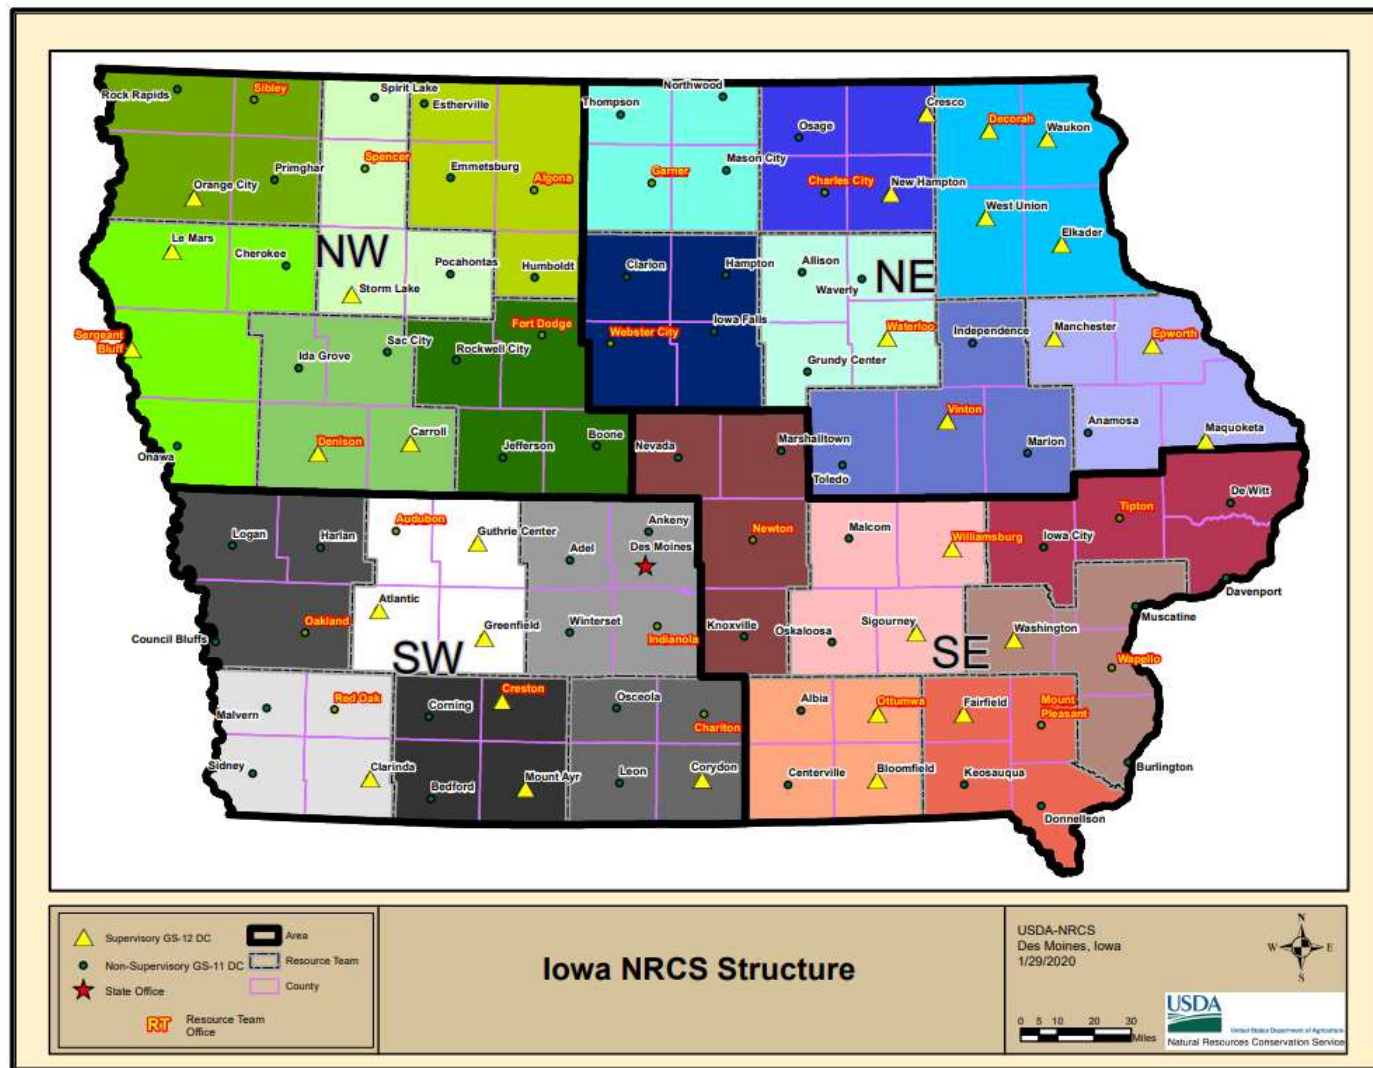 Rock Rapids
Sibley
Spirit Lake
Estherville
Thompson
Northwood
Osage
Cresco
Decorah
Waukon
Orange City
Primghar
Spencer
Emmetsburg
Algona
Garner
Mason City
Charles City
New Hampton
West Union
Elkader
Le Mars
Cherokee
NW
Storm Lake
Pocahontas
Humboldt
Clarion
Hampton
Allison
Waverly
NE
Sergeant
Bluff
Ida Grove
Sac City
Rockwell City
Fort Dodge
Webster City
Iowa Falls
Grundy Center
Waterloo
Independence
Manchester
Epworth
Onawa
Denison
Carroll
Jefferson
Boone
Nevada
Marshalltown
Toledo
Vinton
Marion
Anamosa
Maquoketa
Logan
Harlan
Audubon
Guthrie Center
Adel
Ankeny
Des Moines
Newton
Malcom
Williamsburg
Iowa City
Tipton
De Witt
Davenport
Council Bluffs
Oakland
Atlantic
Greenfield
Winterset
Indianola
Knoxville
Oskaloosa
Sigourney
Washington
Muscatine
Wapello
SW
SE
Malvern
Red Oak
Corning
Creston
Osceola
Chariton
Albia
Ottumwa
Fairfield
Mount
Pleasant
Sidney
Clarinda
Bedford
Mount Ayr
Leon
Corydon
Centerville
Bloomfield
Keosauqua
Donnellson
Burlington
Supervisory GS-12 DC
Non-Supervisory GS-11 DC
State Office
RT
Resource Team
Office
Area
Resource Team
County
Iowa NRCS Structure
USDA-NRCS
Des Moines, Iowa
1/29/2020
N
W
E
S
0 5 10 20 30
Miles
USDA
United States Department of Agriculture
Natural Resources Conservation Service